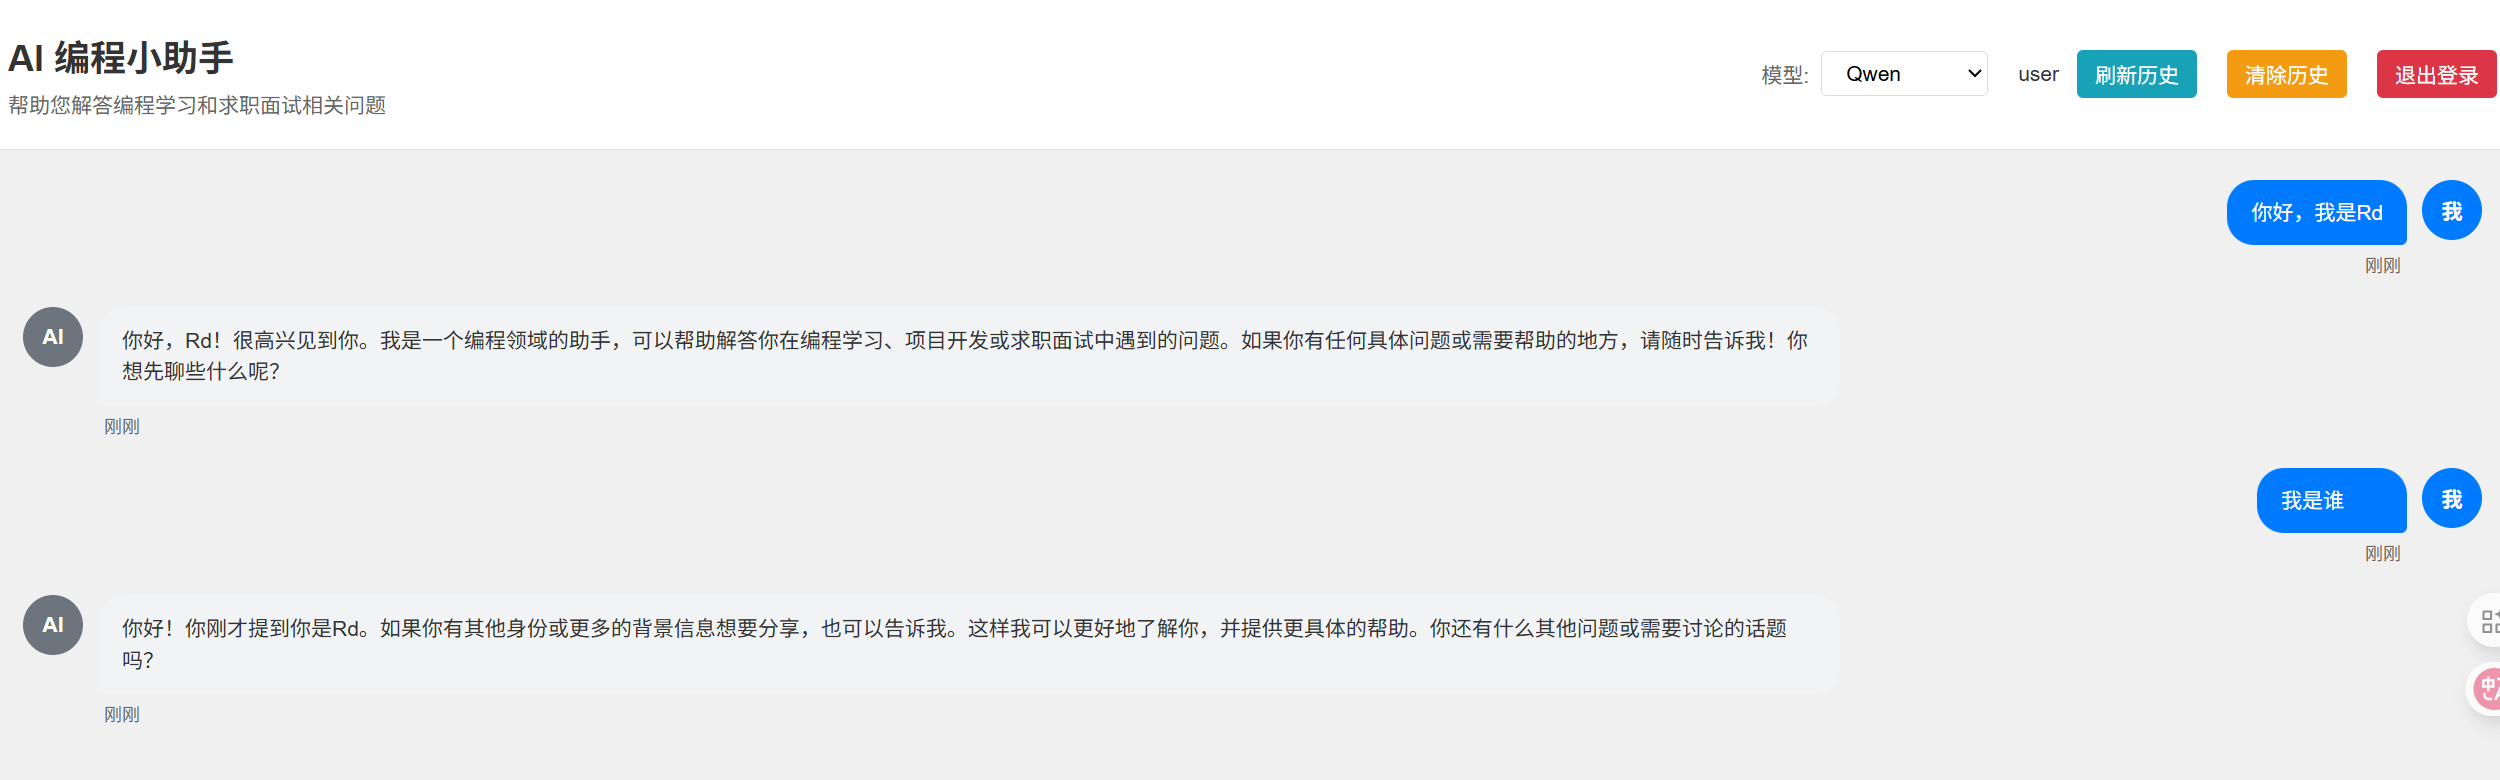 AI 编程小助手
帮助您解答编程学习和求职面试相关问题
模型: Qwen user 刷新历史 清除历史 退出登录
你好，我是Rd 我
刚刚
AI 你好，Rd！很高兴见到你。我是一个编程领域的助手，可以帮助解答你在编程学习、项目开发或求职面试中遇到的问题。如果你有任何具体问题或需要帮助的地方，请随时告诉我！你
想先聊些什么呢？
刚刚
我是谁 我
刚刚
AI 你好！你刚才提到你是Rd。如果你有其他身份或更多的背景信息想要分享，也可以告诉我。这样我可以更好地了解你，并提供更具体的帮助。你还有什么其他问题或需要讨论的话题
吗？
刚刚
中